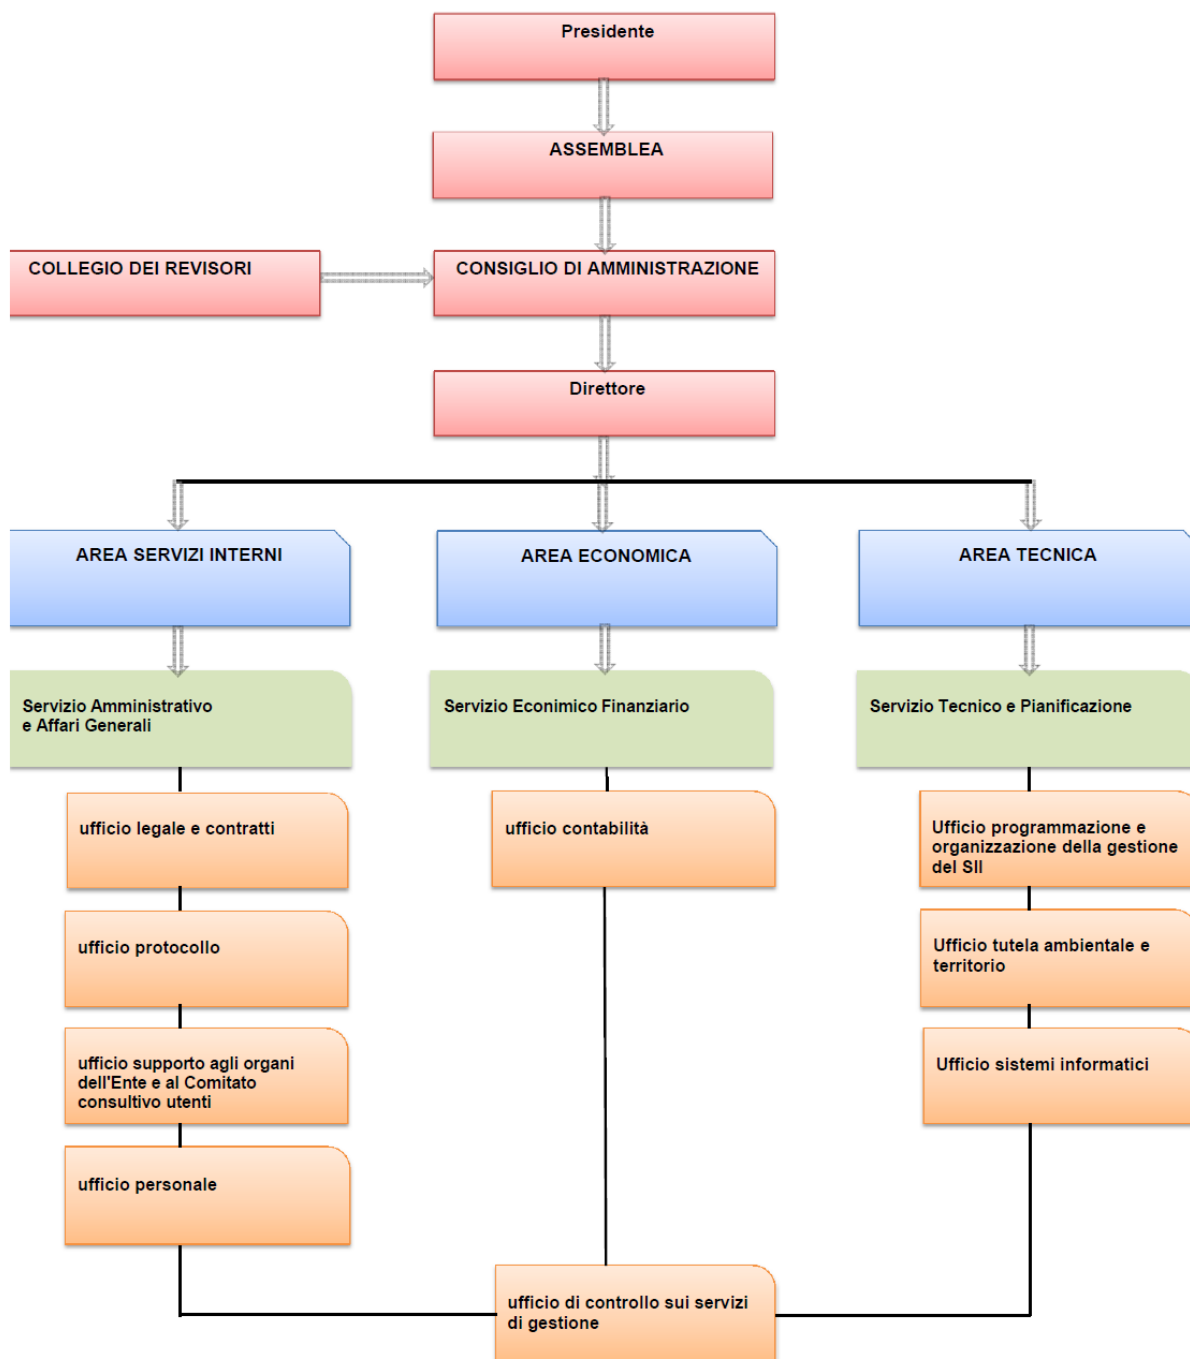 Presidente
ASSEMBLEA
COLLEGIO DEI REVISORI
CONSIGLIO DI AMMINISTRAZIONE
Direttore
AREA SERVIZI INTERNI
AREA ECONOMICA
AREA TECNICA
Servizio Amministrativo
e Affari Generali
Servizio Econimico Finanziario
Servizio Tecnico e Pianificazione
ufficio legale e contratti
ufficio contabilità
Ufficio programmazione e
organizzazione della gestione
del SII
ufficio protocollo
Ufficio tutela ambientale e
territorio
ufficio supporto agli organi
dell'Ente e al Comitato
consultivo utenti
Ufficio sistemi informatici
ufficio personale
ufficio di controllo sui servizi
di gestione